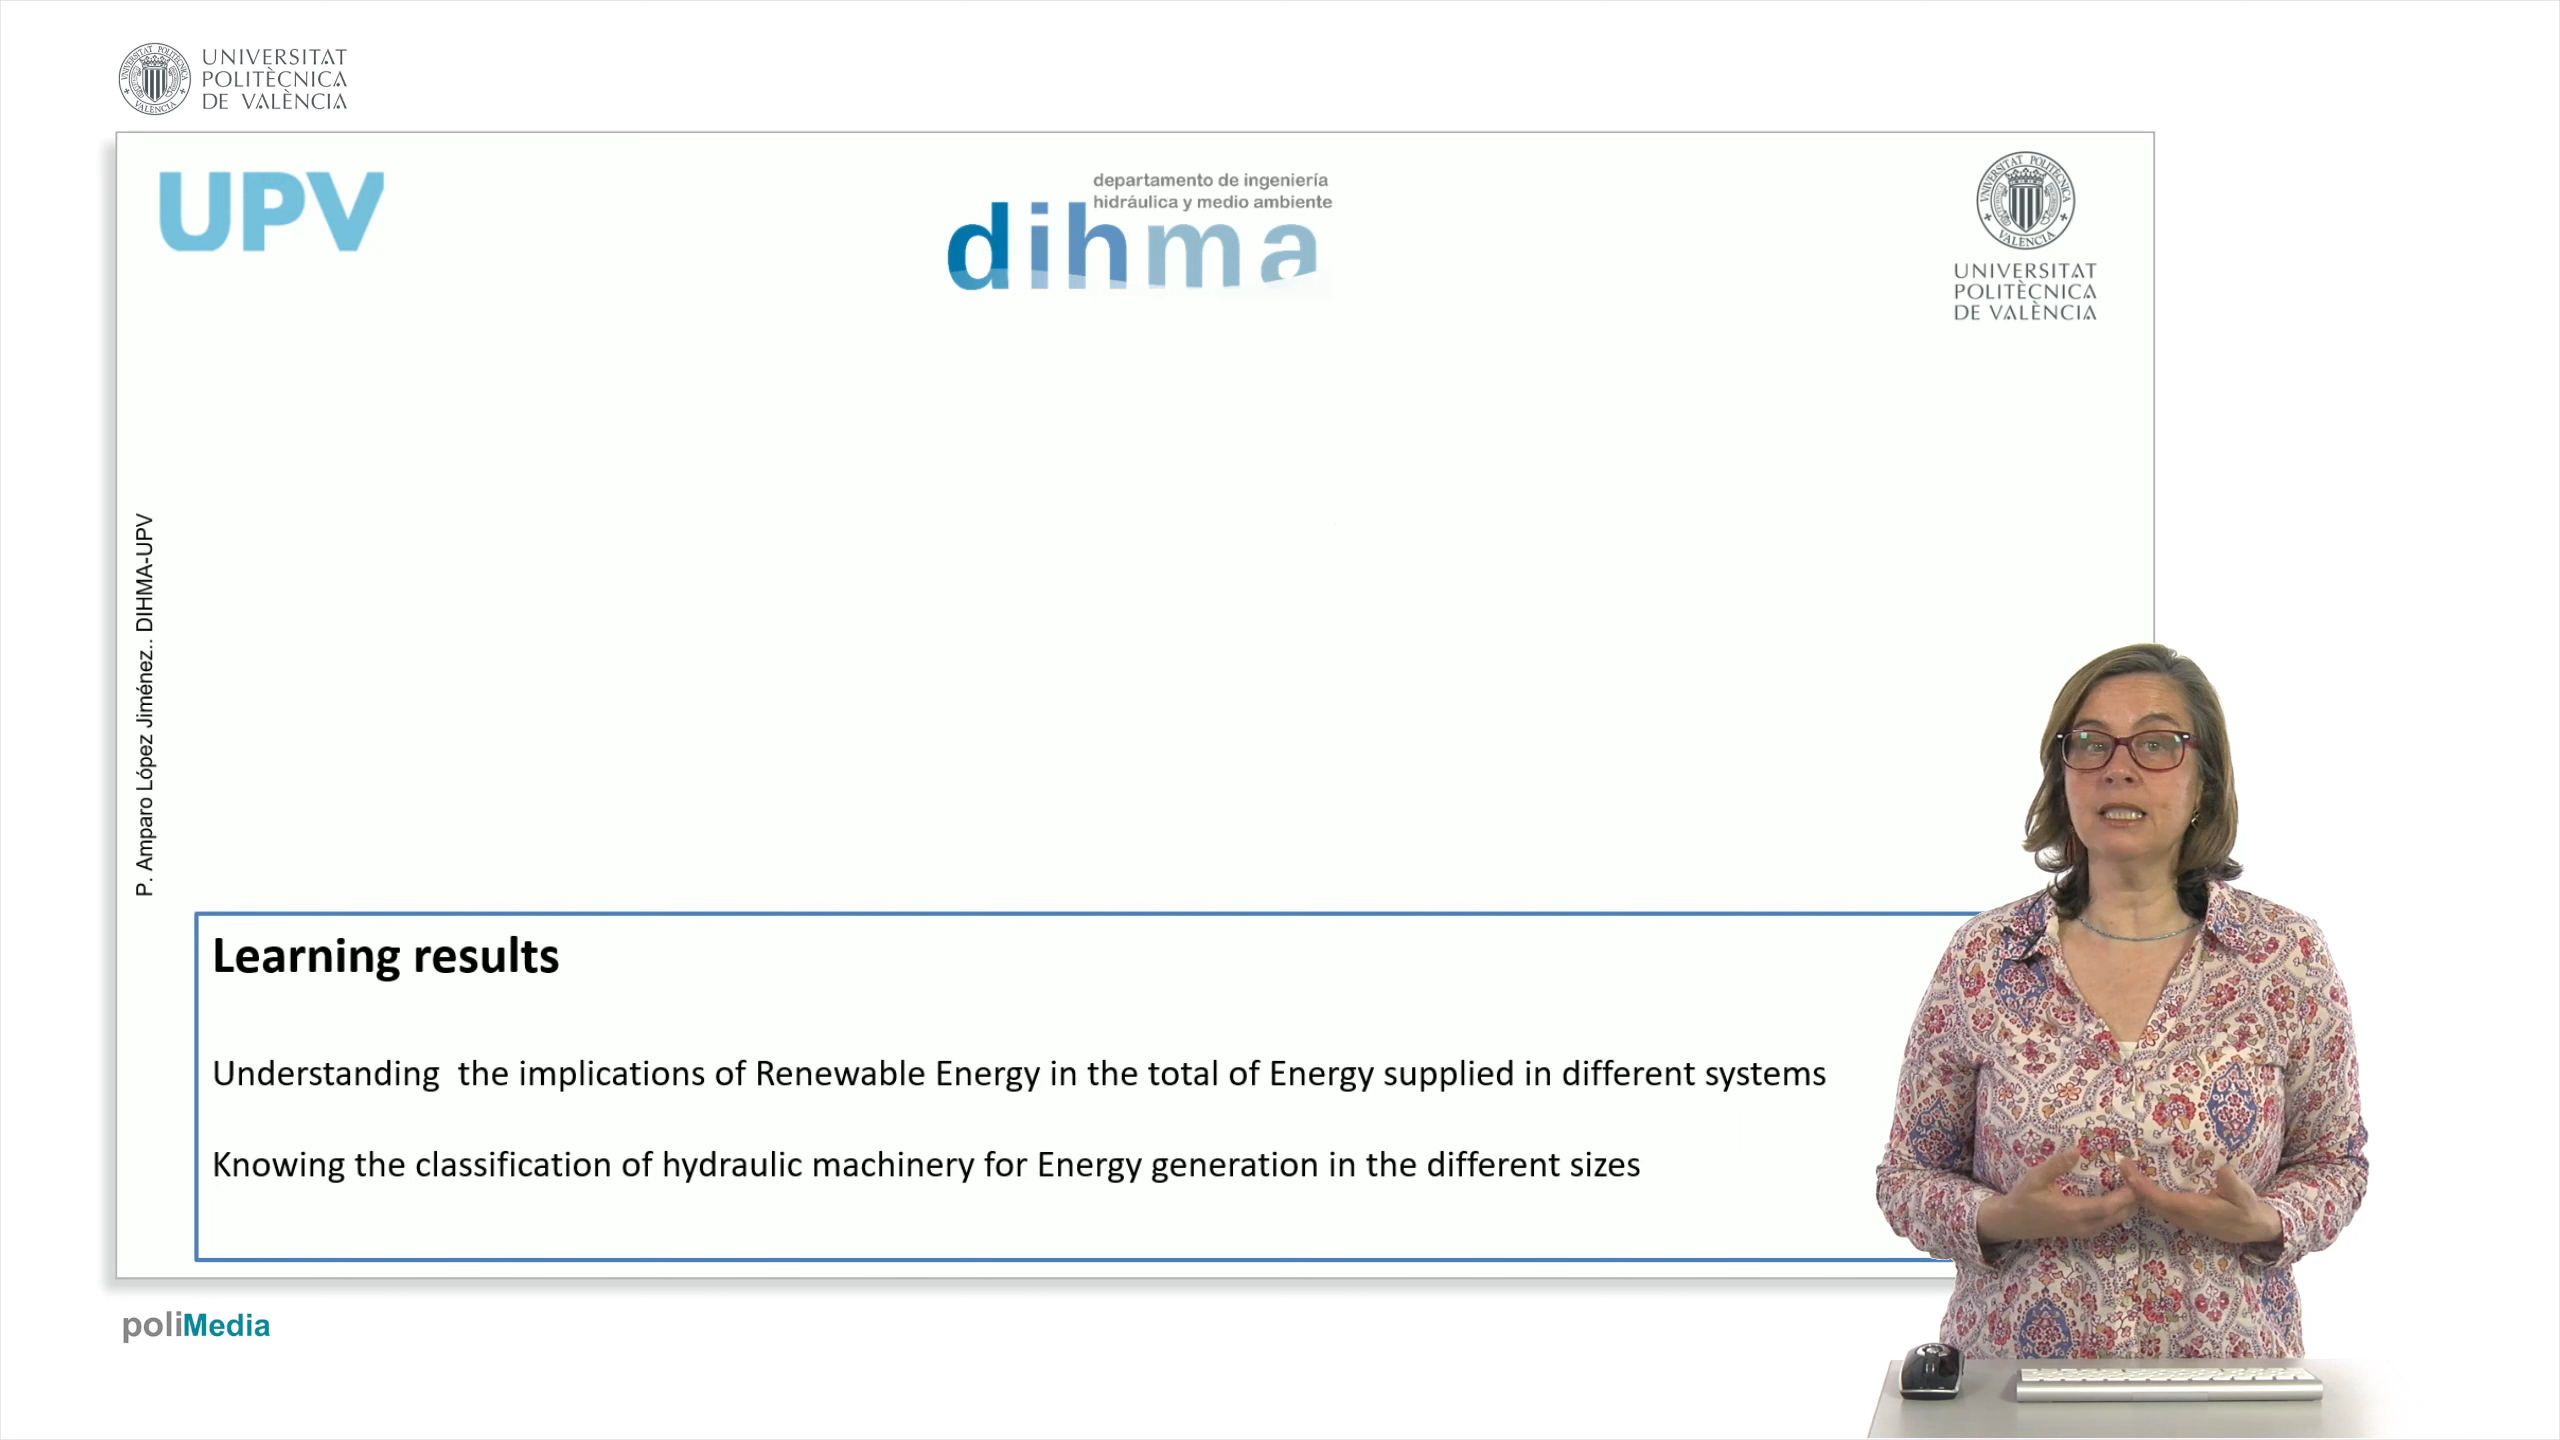 UNIVERSITAT
POLITÈCNICA
DE VALÈNCIA
UPV
departamento de ingeniería
hidráulica y medio ambiente
dihma
UNIVERSITAT
POLITÈCNICA
DE VALÈNCIA
P. Amparo López Jiménez.. DIHMA-UPV
Learning results
Understanding  the implications of Renewable Energy in the total of Energy supplied in different systems
Knowing the classification of hydraulic machinery for Energy generation in the different sizes
poliMedia